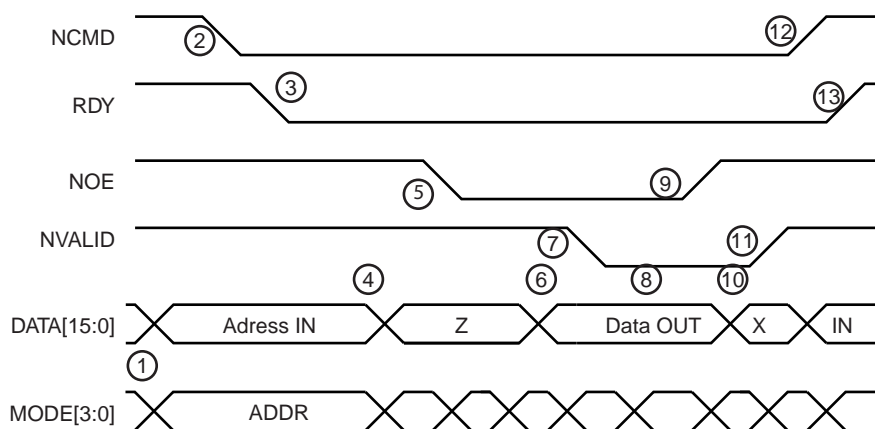 NCMD ② ⑫
RDY ③ ⑬
NOE ⑤ ⑨
NVALID ⑦ ⑪
④ ⑥ ⑧ ⑩
DATA[15:0] Adress IN Z Data OUT X IN
①
MODE[3:0] ADDR